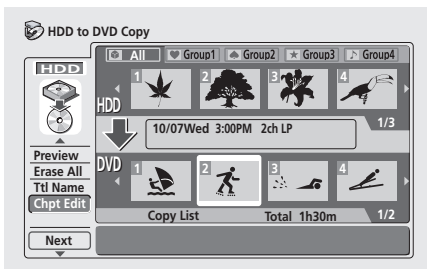 HDD to DVD Copy
HDD
All Group1 Group2 Group3 Group4
1 2 3 4
HDD
10/07Wed 3:00PM 2ch LP 1/3
Preview
Erase All
Ttl Name
Chpt Edit
DVD
1 2 3 4
Copy List Total 1h30m 1/2
Next